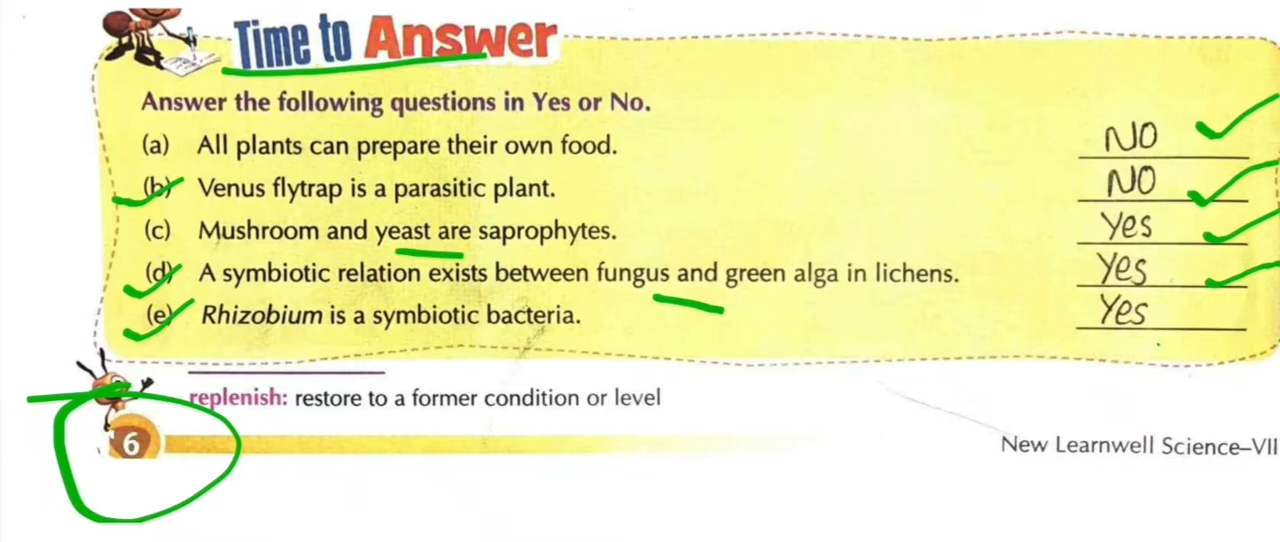 Time to Answer
Answer the following questions in Yes or No.
(a) All plants can prepare their own food. NO
(b) Venus flytrap is a parasitic plant. NO
(c) Mushroom and yeast are saprophytes. Yes
(d) A symbiotic relation exists between fungus and green alga in lichens. Yes
(e) Rhizobium is a symbiotic bacteria. Yes
replenish: restore to a former condition or level
6
New Learnwell Science–VII